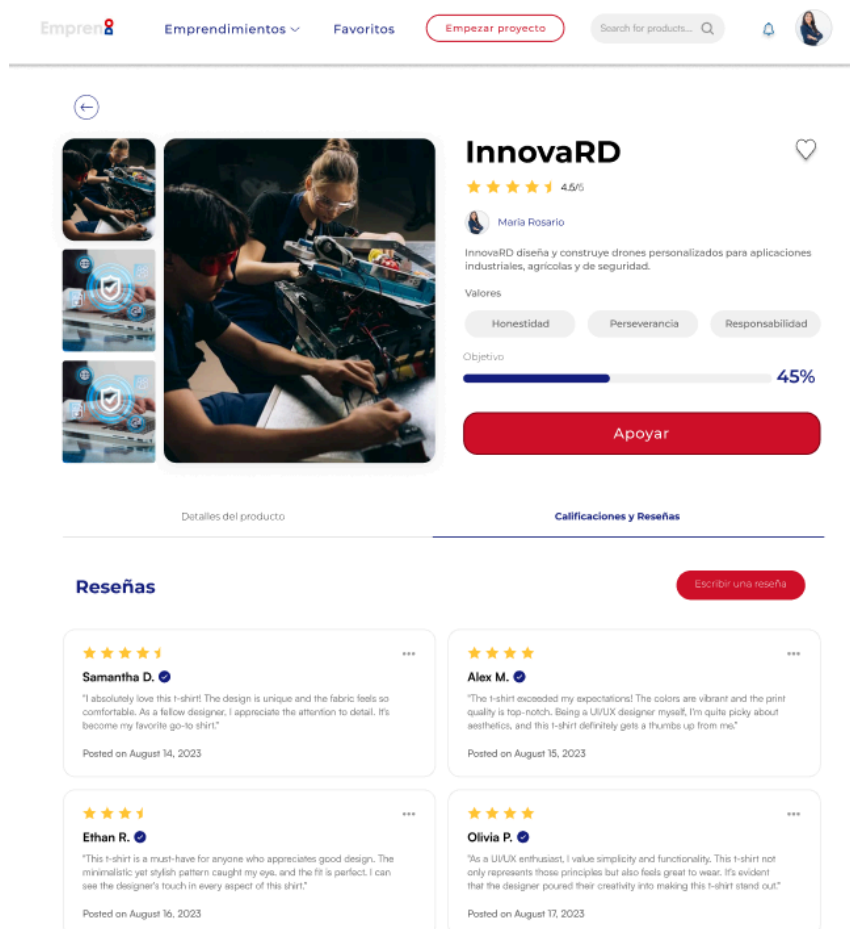 Empren8
Emprendimientos
Favoritos
Empezar proyecto
Search for products...
InnovaRD
4.5/5
María Rosario
InnovaRD diseña y construye drones personalizados para aplicaciones
industriales, agrícolas y de seguridad.
Valores
Honestidad
Perseverancia
Responsabilidad
Objetivo
45%
Apoyar
Detalles del producto
Calificaciones y Reseñas
Reseñas
Escribir una reseña
Samantha D.
"I absolutely love this t-shirt! The design is unique and the fabric feels so
comfortable. As a fellow designer, I appreciate the attention to detail. It's
become my favorite go-to shirt."
Posted on August 14, 2023
Alex M.
"The t-shirt exceeded my expectations! The colors are vibrant and the print
quality is top-notch. Being a UI/UX designer myself, I'm quite picky about
aesthetics, and this t-shirt definitely gets a thumbs up from me."
Posted on August 15, 2023
Ethan R.
"This t-shirt is a must-have for anyone who appreciates good design. The
minimalistic yet stylish pattern caught my eye, and the fit is perfect. I can
see the designer's touch in every aspect of this shirt."
Posted on August 16, 2023
Olivia P.
"As a UI/UX enthusiast, I value simplicity and functionality. This t-shirt not
only represents those principles but also feels great to wear. It's evident
that the designer poured their creativity into making this t-shirt stand out."
Posted on August 17, 2023